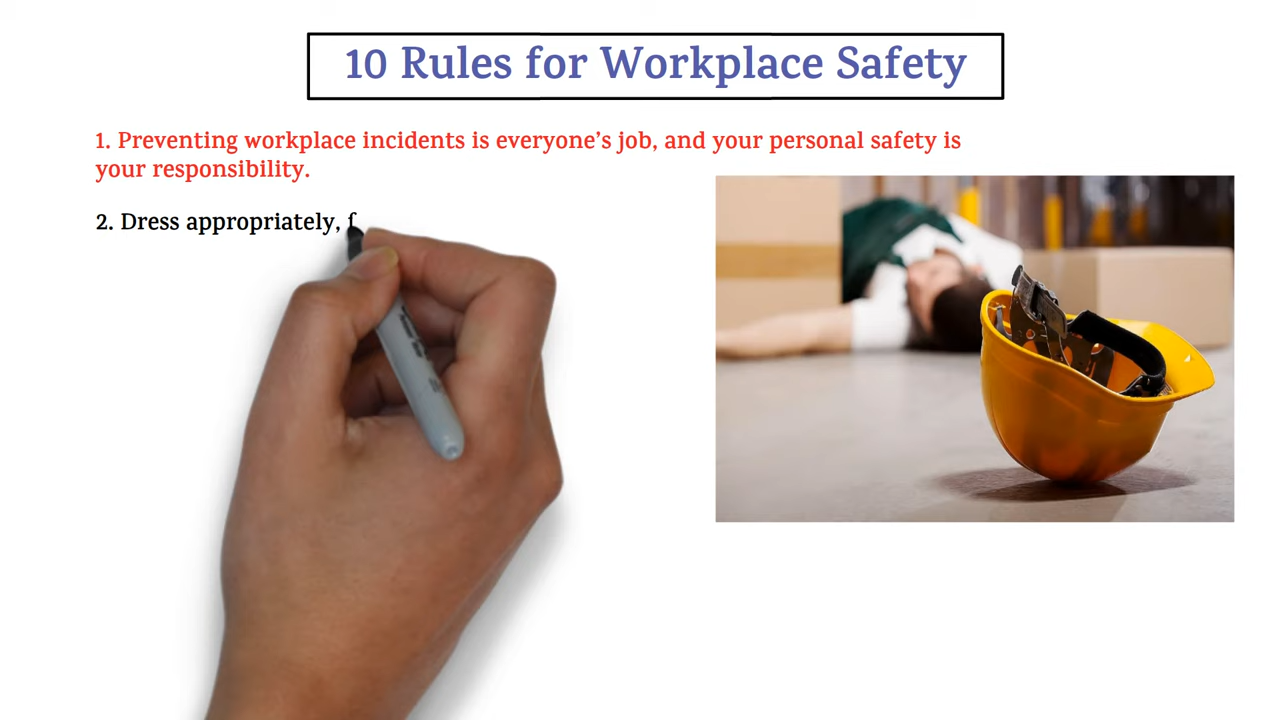 10 Rules for Workplace Safety
1. Preventing workplace incidents is everyone’s job, and your personal safety is
your responsibility.
2. Dress appropriately,